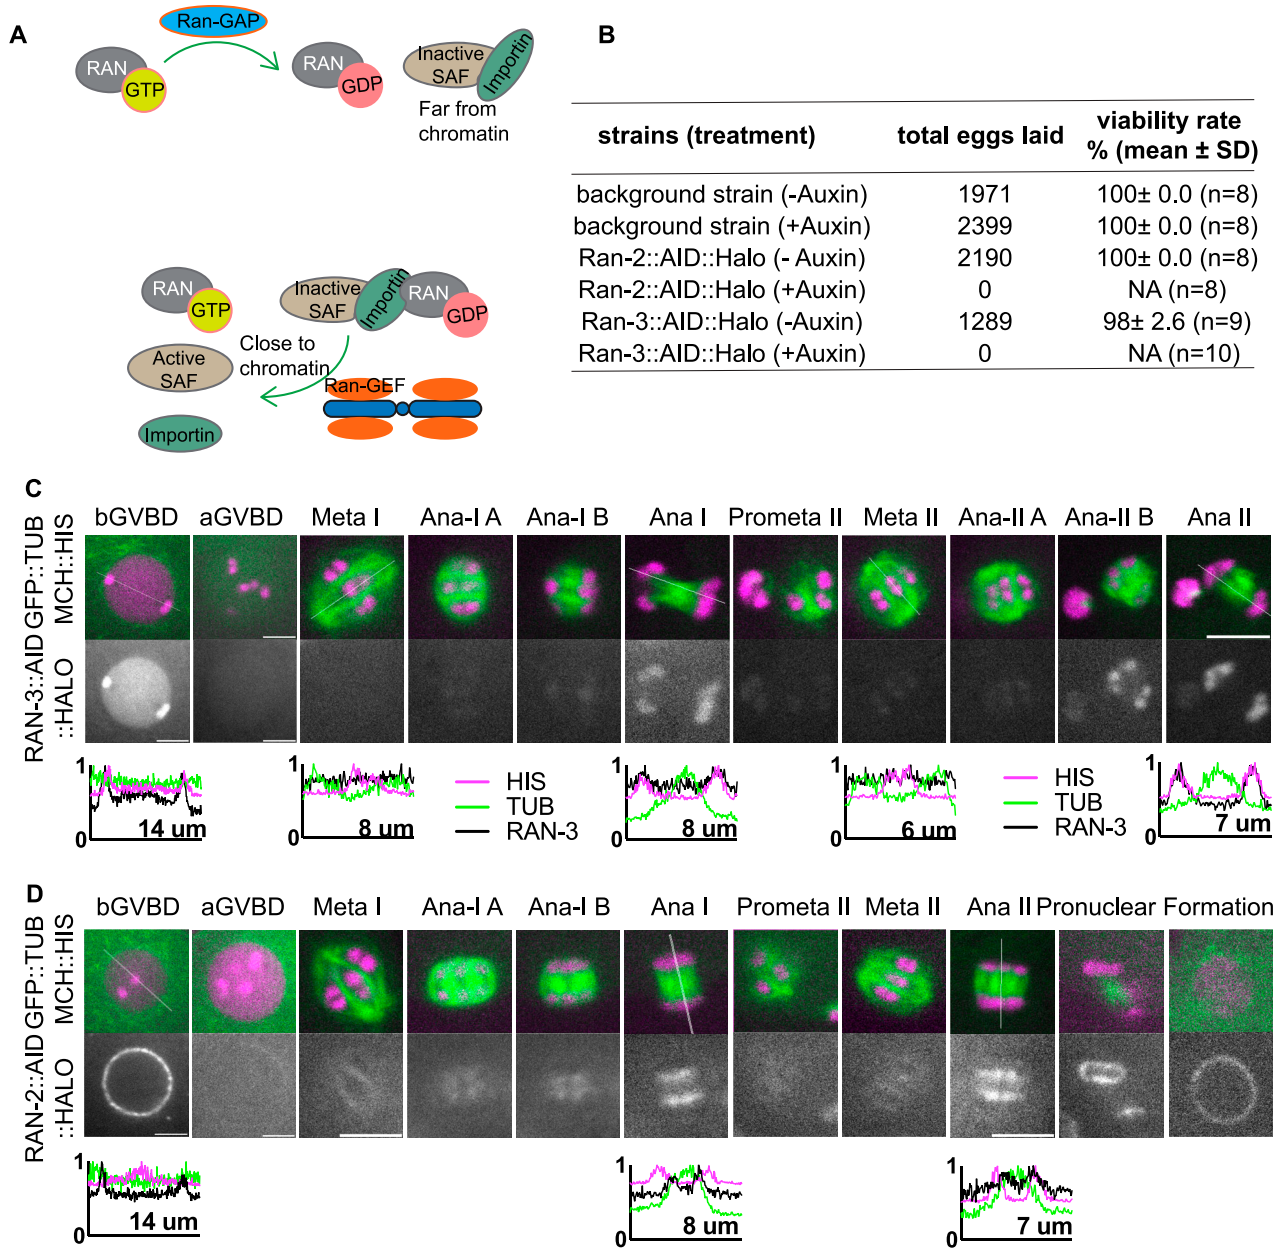 A
Ran-GAP
RAN
GTP
RAN
GDP
Inactive
SAF
Importin
Far from
chromatin
RAN
GTP
Inactive
SAF
Importin
RAN
GDP
Active
SAF
Close to
chromatin
Ran-GEF
Importin
B
strains (treatment) total eggs laid viability rate
% (mean ± SD)
background strain (-Auxin) 1971 100± 0.0 (n=8)
background strain (+Auxin) 2399 100± 0.0 (n=8)
Ran-2::AID::Halo (- Auxin) 2190 100± 0.0 (n=8)
Ran-2::AID::Halo (+Auxin) 0 NA (n=8)
Ran-3::AID::Halo (-Auxin) 1289 98± 2.6 (n=9)
Ran-3::AID::Halo (+Auxin) 0 NA (n=10)
C
bGVBD aGVBD Meta I Ana-I A Ana-I B Ana I Prometa II Meta II Ana-II A Ana-II B Ana II
RAN-3::AID GFP::TUB
::HALO MCH::HIS
1
0
14 um
1
0
8 um
HIS
TUB
RAN-3
1
0
8 um
1
0
6 um
HIS
TUB
RAN-3
1
0
7 um
D
bGVBD aGVBD Meta I Ana-I A Ana-I B Ana I Prometa II Meta II Ana II Pronuclear Formation
RAN-2::AID GFP::TUB
::HALO MCH::HIS
1
0
14 um
1
0
8 um
1
0
7 um